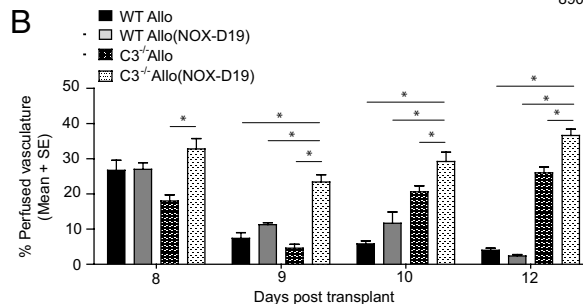 890
B
WT Allo
WT Allo(NOX-D19)
C3-/-Allo
C3-/-Allo(NOX-D19)
% Perfused vasculature
(Mean + SE)
50
40
30
20
10
0
* * * * * * * * * *
8 9 10 12
Days post transplant